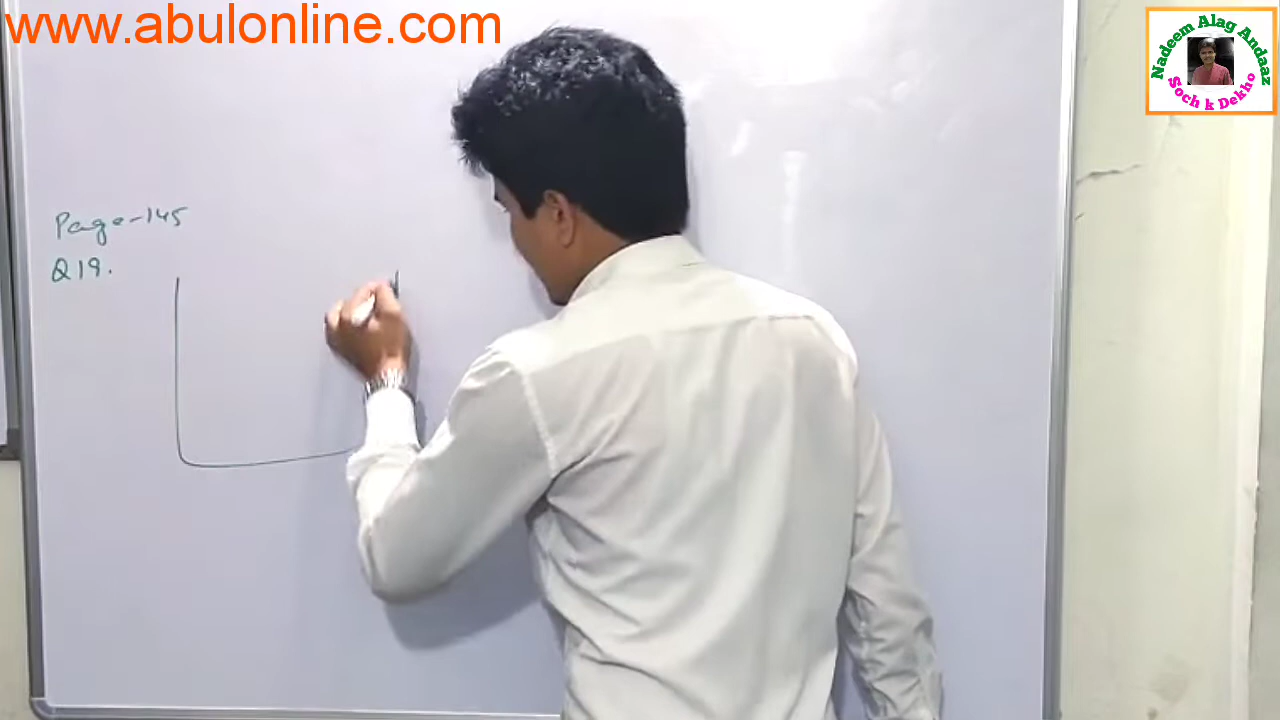 www.abulonline.com
Nadeem Alag Andaaz
Soch k Dekho
Page-145
Q19.